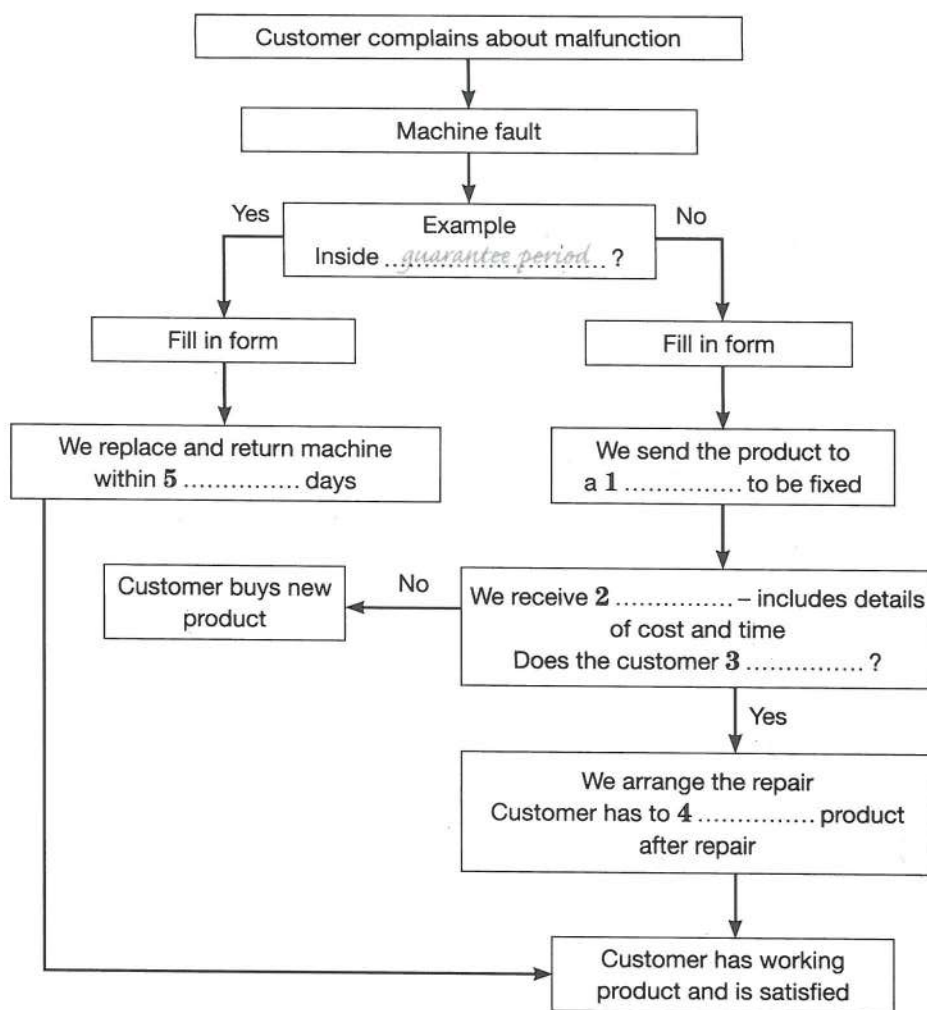 Customer complains about malfunction
Machine fault
Yes
No
Example
Inside guarantee period ?
Fill in form
Fill in form
We replace and return machine
within 5 ............... days
We send the product to
a 1 ................ to be fixed
Customer buys new
product
No
We receive 2 ............... – includes details
of cost and time
Does the customer 3 ............... ?
Yes
We arrange the repair
Customer has to 4 ............... product
after repair
Customer has working
product and is satisfied